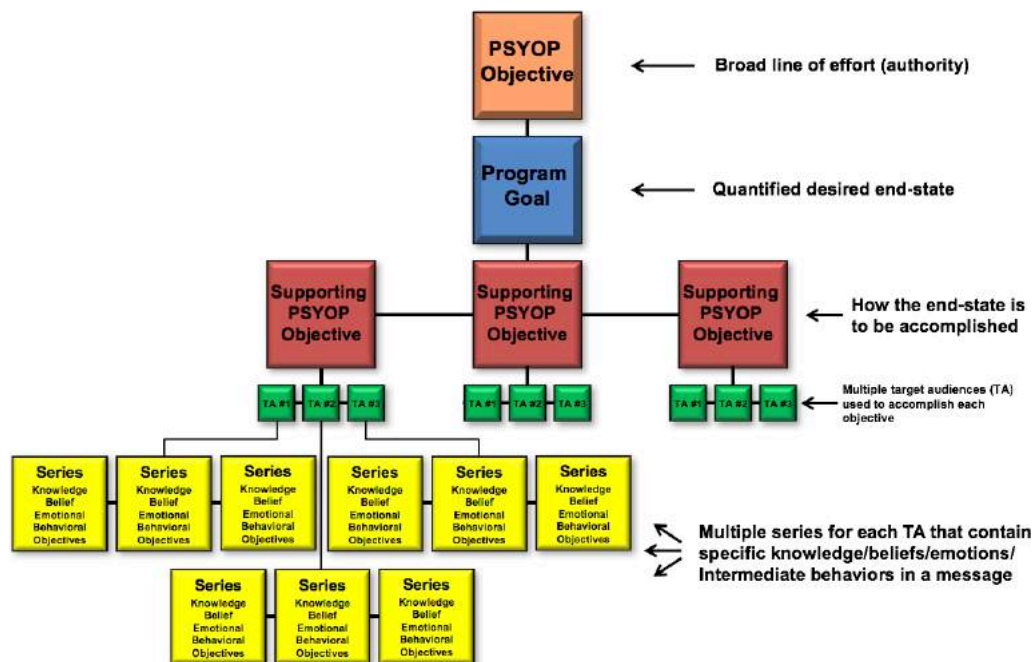 PSYOP
Objective
Broad line of effort (authority)
Program
Goal
Quantified desired end-state
Supporting
PSYOP
Objective
Supporting
PSYOP
Objective
Supporting
PSYOP
Objective
How the end-state is
to be accomplished
TA #1
TA #2
TA #3
TA #1
TA #2
TA #3
TA #1
TA #2
TA #3
Multiple target audiences (TA)
used to accomplish each
objective
Series
Knowledge
Belief
Emotional
Behavioral
Objectives
Series
Knowledge
Belief
Emotional
Behavioral
Objectives
Series
Knowledge
Belief
Emotional
Behavioral
Objectives
Series
Knowledge
Belief
Emotional
Behavioral
Objectives
Series
Knowledge
Belief
Emotional
Behavioral
Objectives
Series
Knowledge
Belief
Emotional
Behavioral
Objectives
Multiple series for each TA that contain
specific knowledge/beliefs/emotions/
Intermediate behaviors in a message
Series
Knowledge
Belief
Emotional
Behavioral
Objectives
Series
Knowledge
Belief
Emotional
Behavioral
Objectives
Series
Knowledge
Belief
Emotional
Behavioral
Objectives